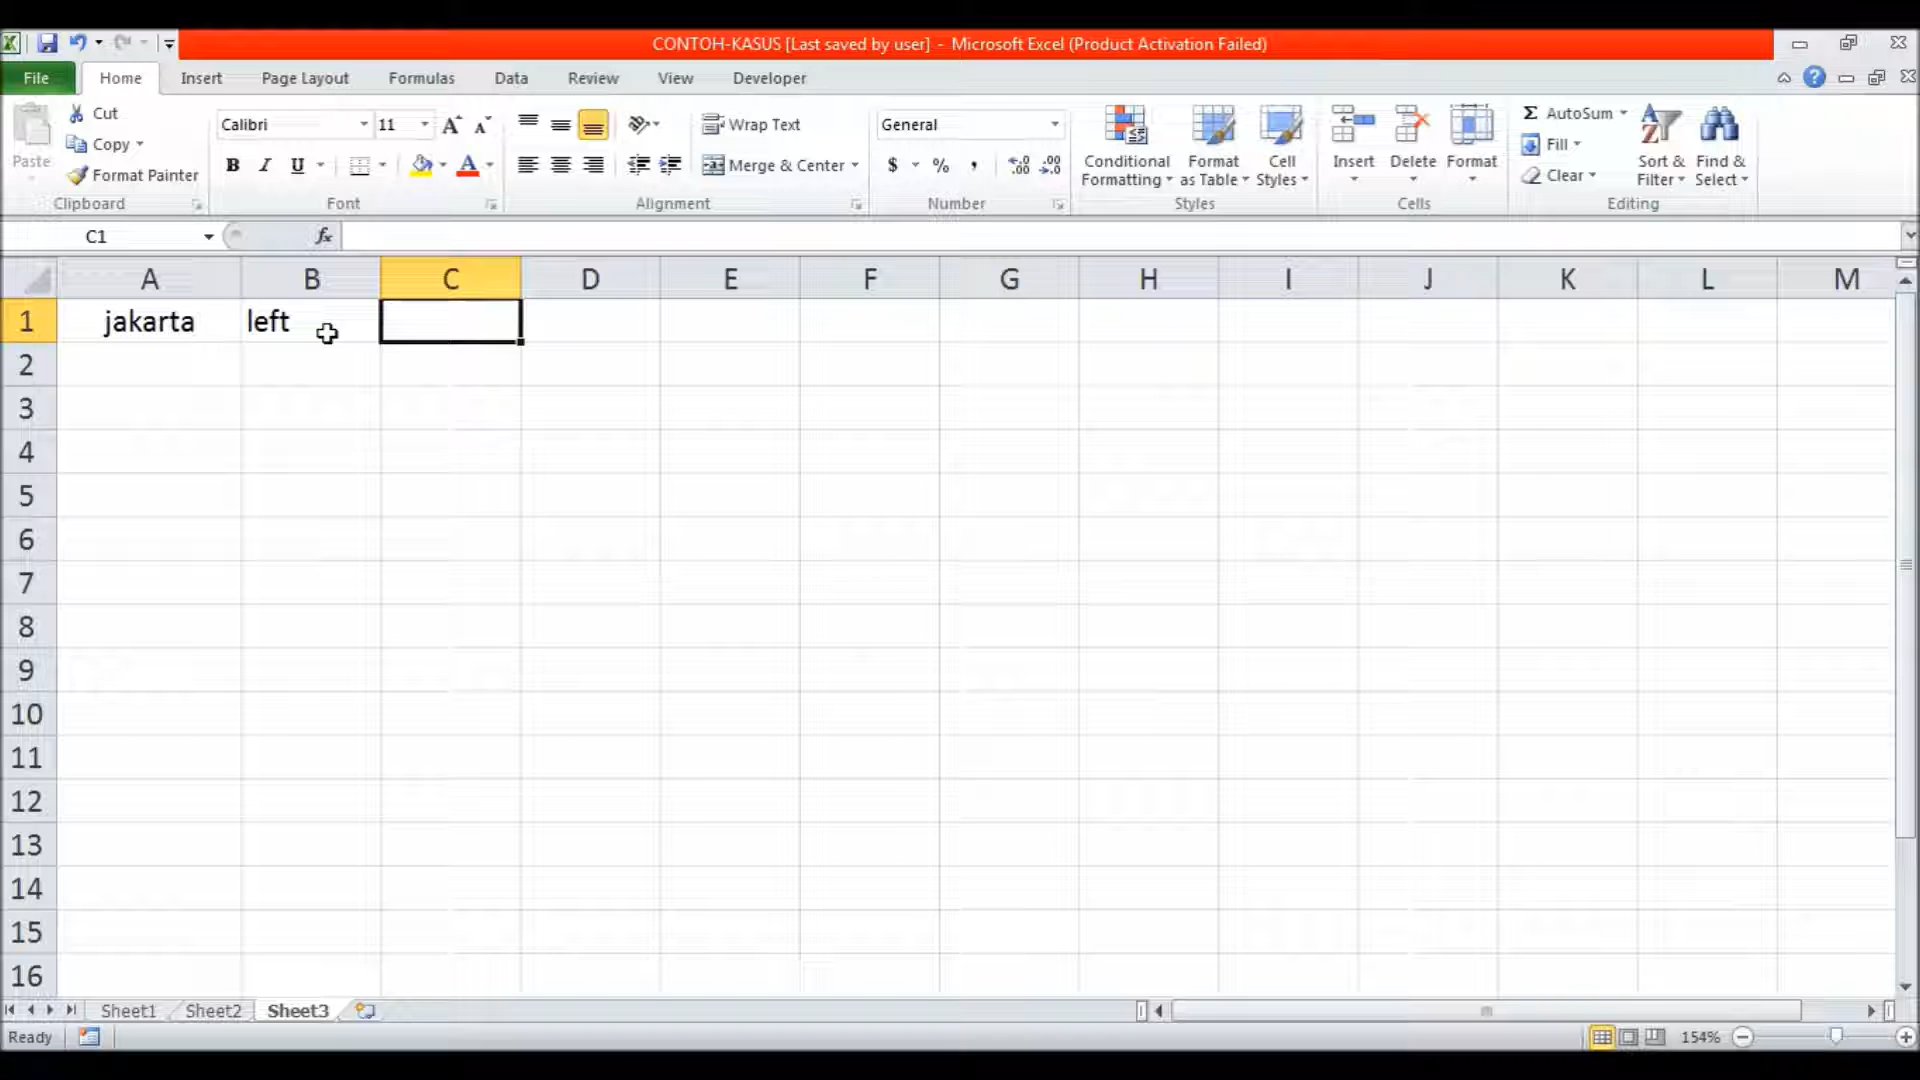 CONTOH-KASUS [Last saved by user] - Microsoft Excel (Product Activation Failed)
File Home Insert Page Layout Formulas Data Review View Developer
Paste
Cut
Copy
Format Painter
Clipboard
Calibri 11
B I U
Font
Wrap Text
Merge & Center
Alignment
General
$ % ,
Number
Conditional Formatting
Format as Table
Cell Styles
Styles
Insert Delete Format
Cells
Σ AutoSum
Fill
Clear
Sort & Filter
Find & Select
Editing
C1 fx
A B C D E F G H I J K L M
1 jakarta left
2
3
4
5
6
7
8
9
10
11
12
13
14
15
16
Sheet1 Sheet2 Sheet3
Ready 154%